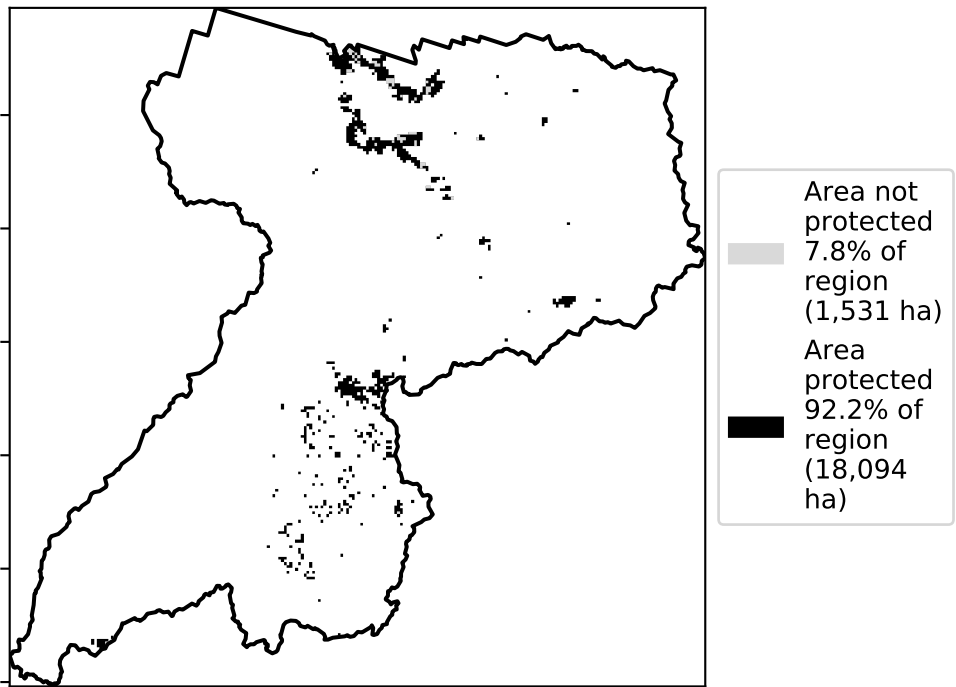 Area not
protected
7.8% of
region
(1,531 ha)
Area
protected
92.2% of
region
(18,094
ha)